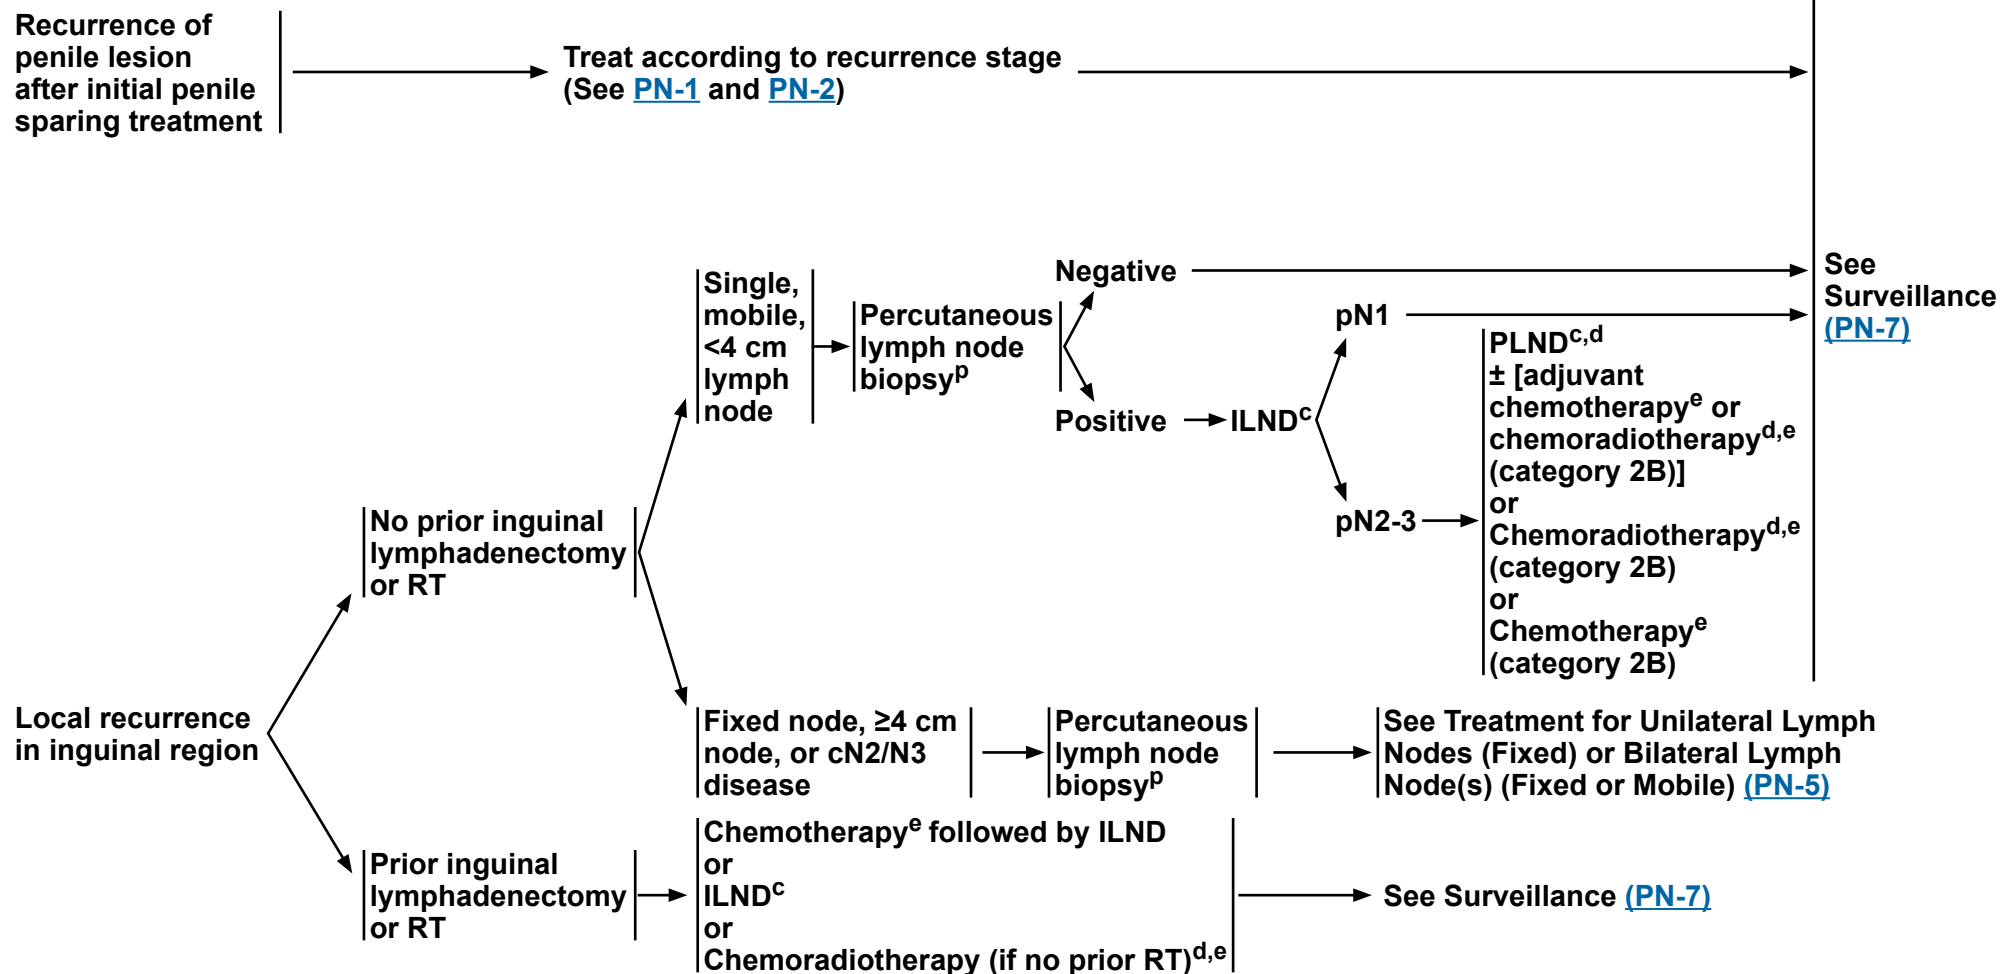 Recurrence of
penile lesion
after initial penile
sparing treatment
Treat according to recurrence stage
(See PN-1 and PN-2)
Local recurrence
in inguinal region
No prior inguinal
lymphadenectomy
or RT
Single,
mobile,
<4 cm
lymph
node
Percutaneous
lymph node
biopsyp
Negative
Positive
ILNDc
pN1
pN2-3
PLNDc,d
± [adjuvant
chemotherapye or
chemoradiotherapyd,e
(category 2B)]
or
Chemoradiotherapyd,e
(category 2B)
or
Chemotherapye
(category 2B)
See
Surveillance
(PN-7)
Fixed node, ≥4 cm
node, or cN2/N3
disease
Percutaneous
lymph node
biopsyp
See Treatment for Unilateral Lymph
Nodes (Fixed) or Bilateral Lymph
Node(s) (Fixed or Mobile) (PN-5)
Prior inguinal
lymphadenectomy
or RT
Chemotherapye followed by ILND
or
ILNDc
or
Chemoradiotherapy (if no prior RT)d,e
See Surveillance (PN-7)